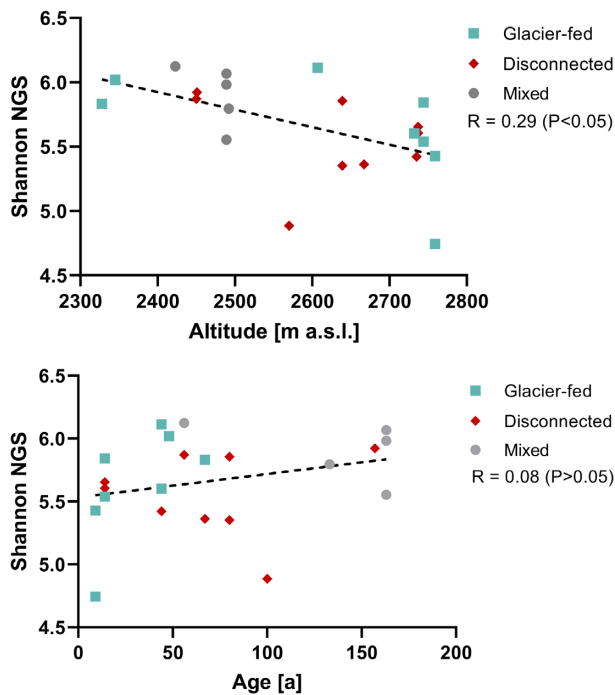 6.5
6.0
5.5
5.0
4.5
Shannon NGS
2300 2400 2500 2600 2700 2800
Altitude [m a.s.l.]
Glacier-fed
Disconnected
Mixed
R = 0.29 (P<0.05)
6.5
6.0
5.5
5.0
4.5
Shannon NGS
0 50 100 150 200
Age [a]
Glacier-fed
Disconnected
Mixed
R = 0.08 (P>0.05)